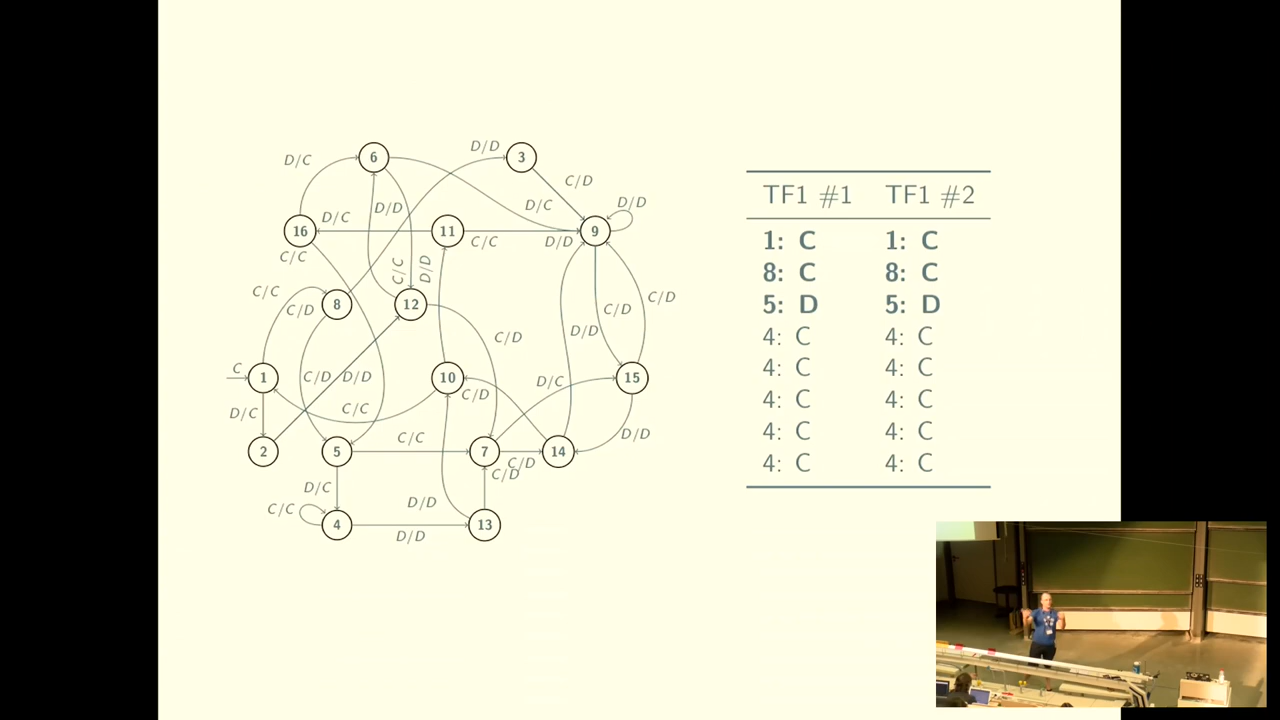 D/D
D/C
6
3
C/D
D/C
D/D
D/D
16
D/C
11
C/C
D/D
9
C/C
C/C
D/D
C/C
C/D
8
12
C/D
C/D
D/D
C/D
C
1
C/D
D/D
10
C/D
D/C
15
D/C
C/C
2
5
C/C
7
C/D
14
D/D
C/D
D/C
C/C
4
D/D
D/D
13
TF1 #1 TF1 #2
1: C 1: C
8: C 8: C
5: D 5: D
4: C 4: C
4: C 4: C
4: C 4: C
4: C 4: C
4: C 4: C